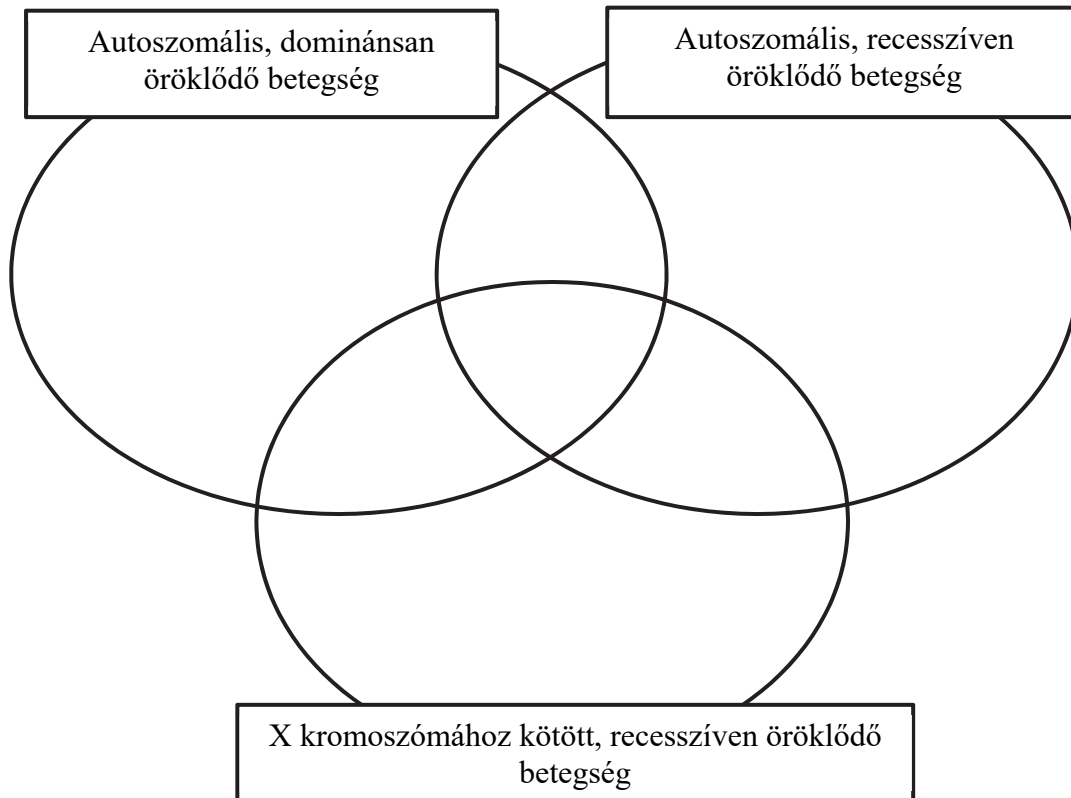 Autoszomális, dominánsan
öröklődő betegség
Autoszomális, recesszíven
öröklődő betegség
X kromoszómához kötött, recesszíven öröklődő
betegség